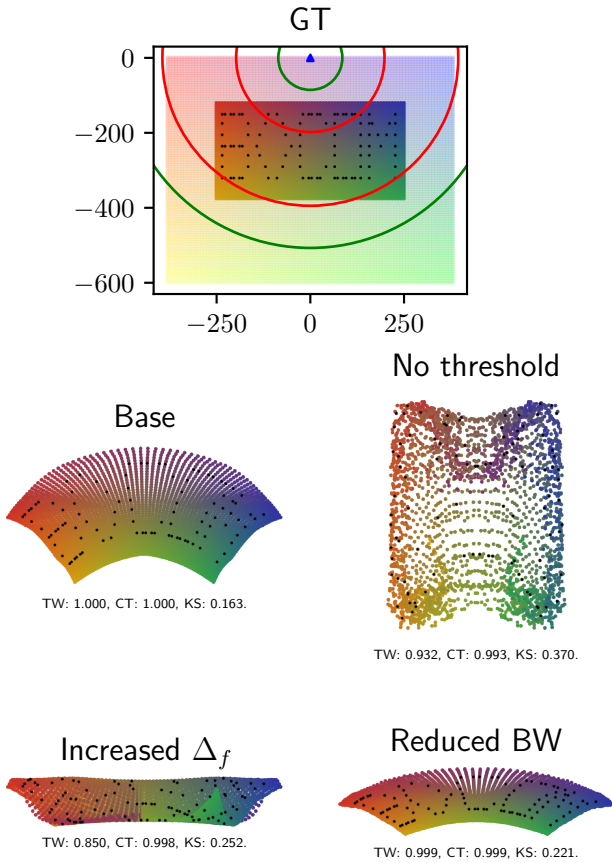 GT
0
−200
−400
−600
−250 0 250
No threshold
Base
TW: 1.000, CT: 1.000, KS: 0.163.
TW: 0.932, CT: 0.993, KS: 0.370.
Increased Δ_f
Reduced BW
TW: 0.850, CT: 0.998, KS: 0.252.
TW: 0.999, CT: 0.999, KS: 0.221.